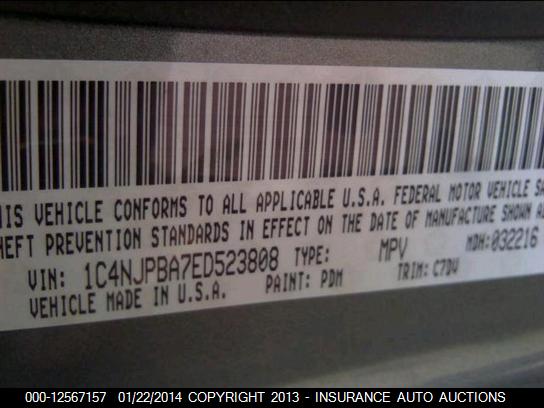 HIS VEHICLE CONFORMS TO ALL APPLICABLE U.S.A. FEDERAL MOTOR VEHICLE SA
HEFT PREVENTION STANDARDS IN EFFECT ON THE DATE OF MANUFACTURE SHOWN A
VIN: 1C4NJPBA7ED523808 TYPE: MPV MDH:032216
VEHICLE MADE IN U.S.A. PAINT: PDM TRIM: C7DV
000-12567157 01/22/2014 COPYRIGHT 2013 - INSURANCE AUTO AUCTIONS